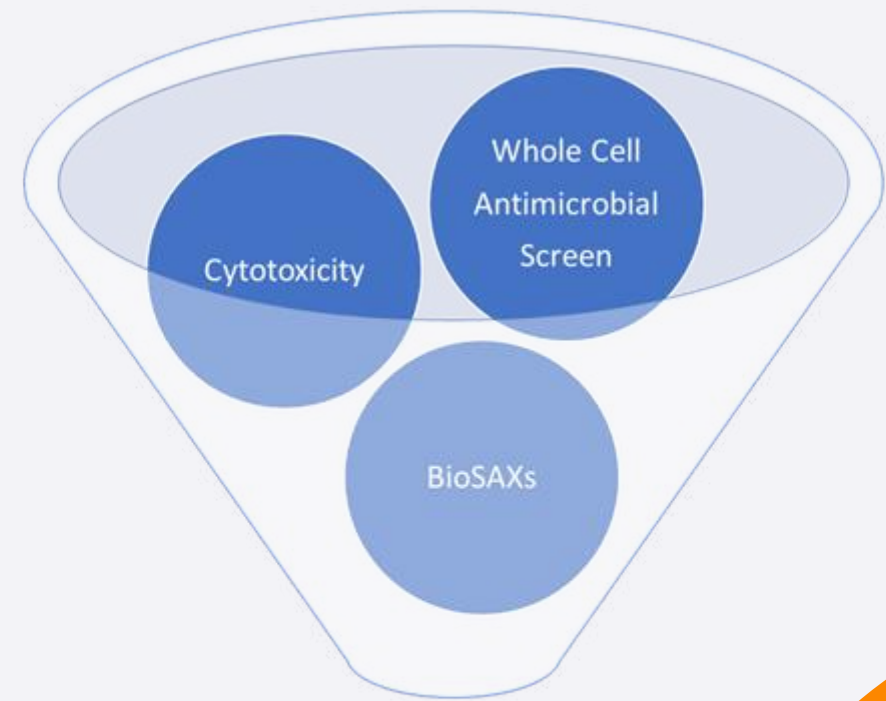 Whole Cell
Antimicrobial
Screen
Cytotoxicity
BioSAXs